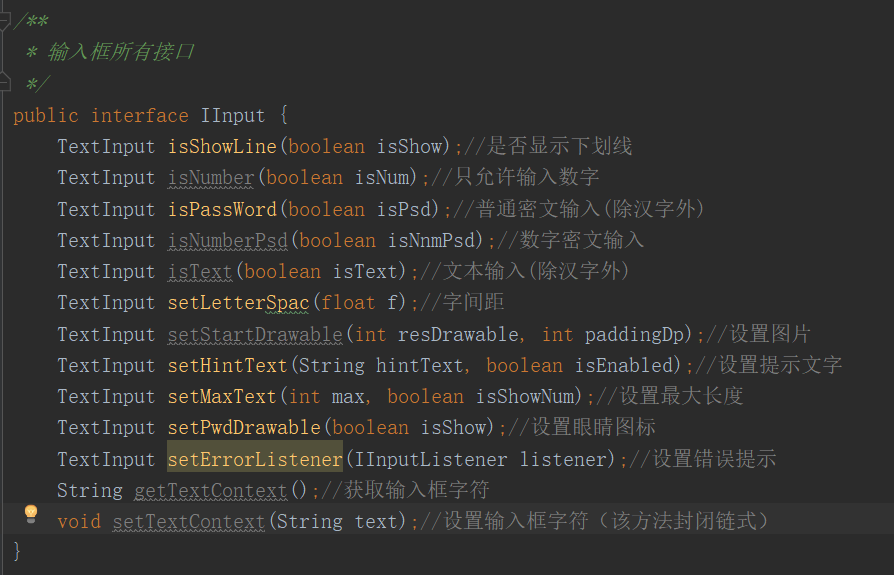 /**
* 输入框所有接口
*/
public interface IInput {
TextInput isShowLine(boolean isShow);//是否显示下划线
TextInput isNumber(boolean isNum);//只允许输入数字
TextInput isPassWord(boolean isPsd);//普通密文输入(除汉字外)
TextInput isNumberPsd(boolean isNnmPsd);//数字密文输入
TextInput isText(boolean isText);//文本输入(除汉字外)
TextInput setLetterSpac(float f);//字间距
TextInput setStartDrawable(int resDrawable, int paddingDp);//设置图片
TextInput setHintText(String hintText, boolean isEnabled);//设置提示文字
TextInput setMaxText(int max, boolean isShowNum);//设置最大长度
TextInput setPwdDrawable(boolean isShow);//设置眼睛图标
TextInput setErrorListener(IInputListener listener);//设置错误提示
String getTextContext();//获取输入框字符
void setTextContext(String text);//设置输入框字符（该方法封闭链式）
}